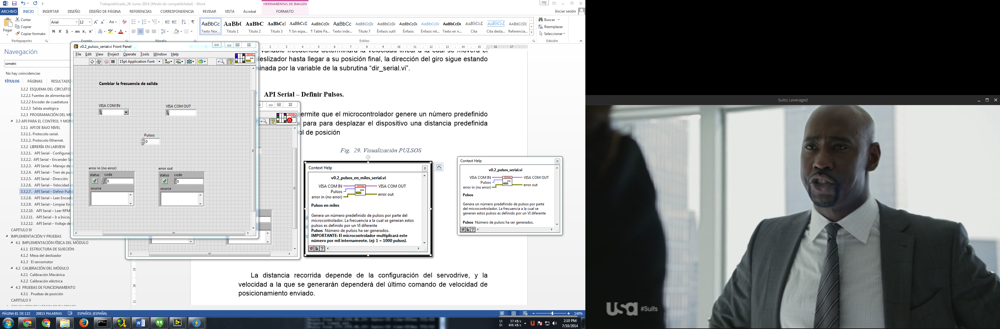 TrabajodeGrado_26-Junio-2014 [Modo de compatibilidad] - Word
HERRAMIENTAS DE IMAGEN
ARCHIVO INICIO INSERTAR DISEÑO DISEÑO DE PÁGINA REFERENCIAS CORRESPONDENCIA REVISAR VISTA Acrobat FORMATO Iniciar sesión
Pegar
Cortar
Copiar
Copiar formato
Portapapeles
Arial 12
N K S abc x₂ x²
Fuente
Párrafo
AaBbCc AaBb( AaBbC AaBbCc] AaBbCcD AaBbCcDc AaBbCc AaBbCcDc AaBbCcDc AaBbCcDc AaBbCcDc AaBbCcDc AaBbCcD AaBbCcD AaBbCcDI
Texto Nor... Titulo 1 Titulo 2 Titulo 3 ¶ Sin espa... ¶ Table Pa... Texto inde... Título 7 Énfasis sutil Énfasis Énfasis int... Texto en n... Cita Cita desta... Referencia...
Estilos
Buscar
Reemplazar
Seleccionar
Edición
Navegación
simetri
No hay coincidencias
TÍTULOS PÁGINAS RESULTADO
3.2.2 ESQUEMA DEL CIRCUITO
3.2.2.1 Fuentes de alimentación
3.2.2.2 Encoder de cuadratura
3.2.2.3 Salida analógica
3.2.3 PROGRAMACIÓN DEL MI
3.3 API PARA EL CONTROL Y MON
3.3.1 API DE BAJO NIVEL
3.3.1.1. Protocolo serial.
3.3.1.2. Protocolo Ethernet.
3.3.2 LIBRERÍA EN LABVIEW
3.3.2.1. API Serial - Configurac
3.3.2.2. API Serial – Encender Se
3.3.2.3. API Serial – Manejo de
3.3.2.4. API Serial - Tren de pu
3.3.2.5. API Serial – Dirección
3.3.2.6. API Serial – Velocidad
3.3.2.7. API Serial – Definir Puls
3.3.2.8. API Serial – Leer Encod
3.3.2.9. API Serial – Limpiar En
3.3.2.10. API Serial – Leer RPM
3.3.2.11. API Serial – Ir a Inicio.
3.3.2.12. API Serial – Voltaje de
CAPITULO IV
IMPLEMENTACIÓN Y PRUEBAS
4.1 IMPLEMENTACIÓN FÍSICA DEL MÓDULO
4.1.1 ESTRUCTURA DE SUJECIÓN
4.1.2 Mesa del deslizador
4.1.3 El servomotor
4.2 CALIBRACIÓN DEL MÓDULO
4.2.1 Calibración Mecánica
4.2.2 Calibración eléctrica
4.3 PRUEBAS DE FUNCIONAMIENTO
4.3.1 Pruebas de posición
CAPITULO V
v0.2_pulsos_serial.vi Front Panel
File Edit View Project Operate Tools Window Help
15pt Application Font
SERIAL
mm
Cambiar la frecuencia de salida
VISA COM IN
VISA COM OUT
Pulsos
0
error in (no error)
status code
0
source
error out
status code
0
source
SERIAL
variable frecuencia determinará la velocidad lineal a la cual se moverá el
deslizador hasta llegar a su posición final, la dirección del giro sigue estando
inada por la variable de la subrutina “dir_serial.vi”.
API Serial – Definir Pulsos.
ermite que el microcontrolador genere un número predefinido
para para desplazar el dispositivo una distancia predefinida
ol de posición
Fig. 29. Visualización PULSOS
Context Help
v0.2_pulsos_en_miles_serial.vi
VISA COM IN
SERIAL
mm
VISA COM OUT
Pulsos
error in (no error)
error out
Pulsos en miles
Genera un número predefinido de pulsos por parte del
microcontrolador. La frecuencia a la cual se generan estos
pulsos es definido por un VI diferente
Pulsos Número de pulsos ha ser generados.
IMPORTANTE: El microcontrolador multiplicará este
número por mil internamente. (ej: 1 = 1000 pulsos).
Context Help
v0.2_pulsos_serial.vi
VISA COM IN
SERIAL
mm
VISA COM OUT
Pulsos
error in (no error)
error out
Pulsos
Genera un número predefinido de pulsos por parte
del microcontrolador. La frecuencia a la cual se
generan estos pulsos es definido por un VI diferente
Pulsos Número de pulsos ha ser generados.
La distancia recorrida depende de la configuración del servodrive, y la
velocidad a la que se generarán dependerá del último comando de velocidad de
posicionamiento enviado.
PÁGINA 81 DE 122 20815 PALABRAS ESPAÑOL (ESPAÑA)
140%
U: 37 kB/s
D: 408 kB/s
2:10 PM
7/10/2014
Suits: Leveraged
usa #Suits